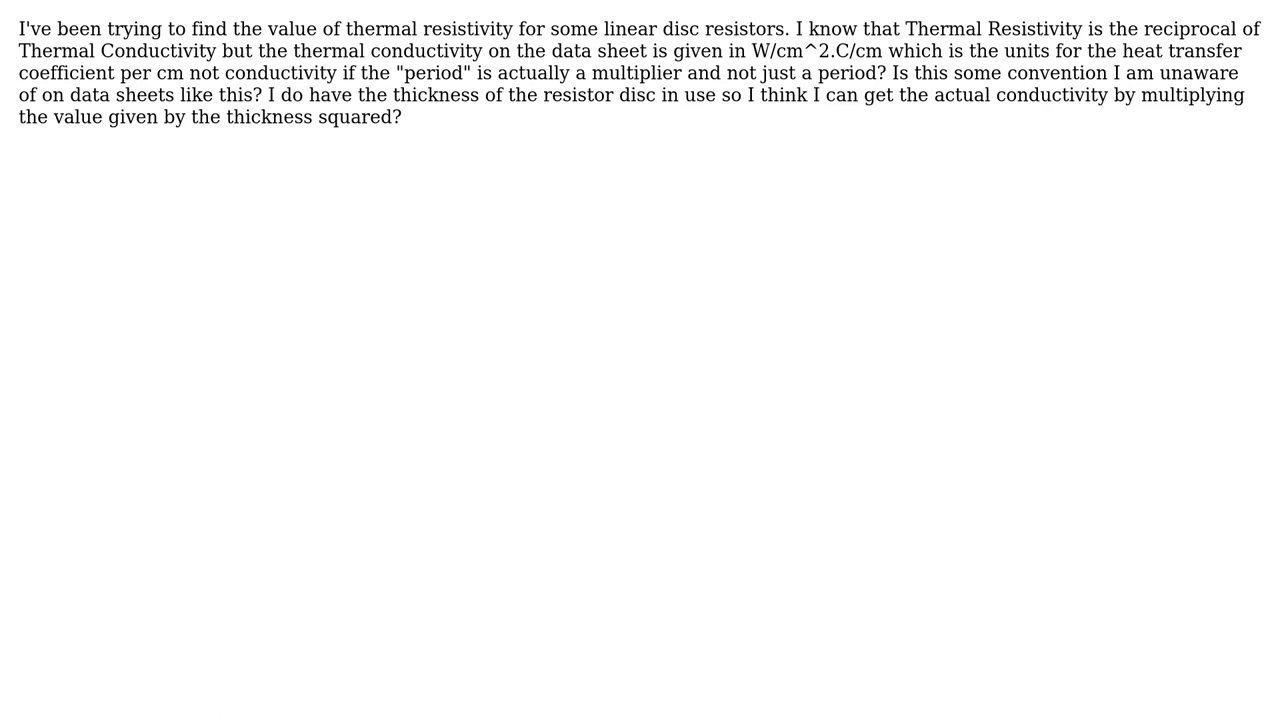 I've been trying to find the value of thermal resistivity for some linear disc resistors. I know that Thermal Resistivity is the reciprocal of
Thermal Conductivity but the thermal conductivity on the data sheet is given in W/cm^2.C/cm which is the units for the heat transfer
coefficient per cm not conductivity if the "period" is actually a multiplier and not just a period? Is this some convention I am unaware
of on data sheets like this? I do have the thickness of the resistor disc in use so I think I can get the actual conductivity by multiplying
the value given by the thickness squared?